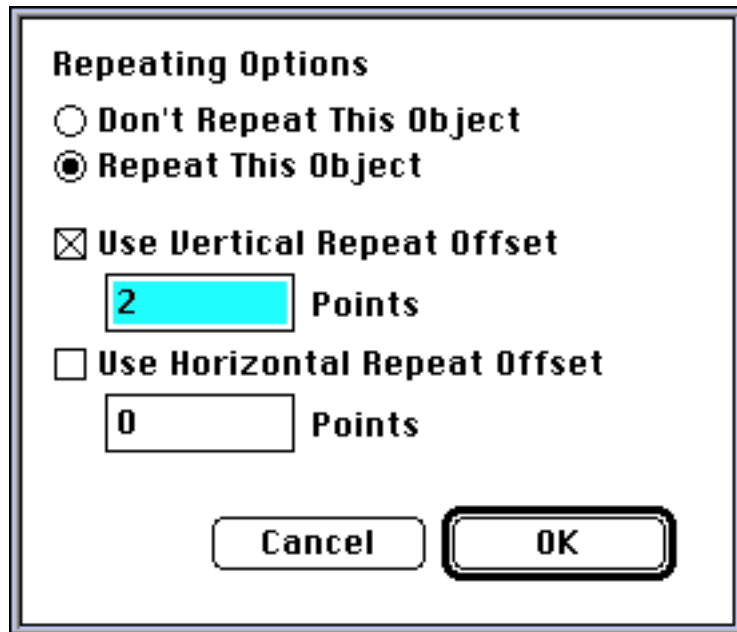 Repeating Options
Don't Repeat This Object
Repeat This Object
Use Vertical Repeat Offset
2 Points
Use Horizontal Repeat Offset
0 Points
Cancel OK